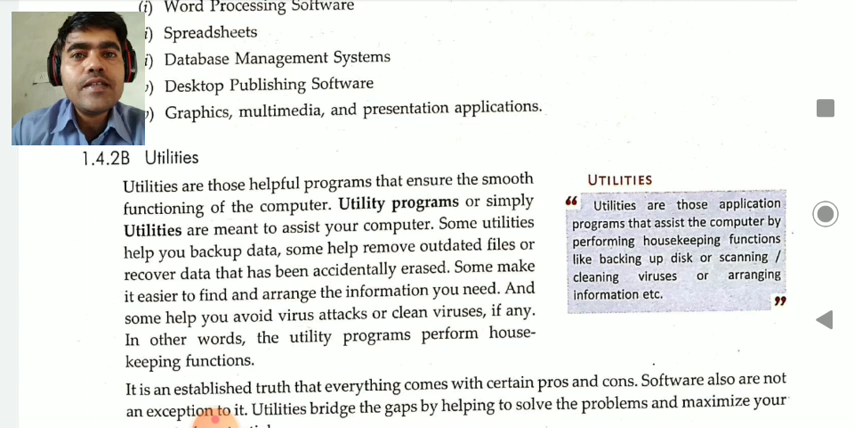 (i) Word Processing Software
i) Spreadsheets
i) Database Management Systems
) Desktop Publishing Software
) Graphics, multimedia, and presentation applications.
1.4.2B Utilities
Utilities are those helpful programs that ensure the smooth
functioning of the computer. Utility programs or simply
Utilities are meant to assist your computer. Some utilities
help you backup data, some help remove outdated files or
recover data that has been accidentally erased. Some make
it easier to find and arrange the information you need. And
some help you avoid virus attacks or clean viruses, if any.
In other words, the utility programs perform house-
keeping functions.
UTILITIES
“ Utilities are those application
programs that assist the computer by
performing housekeeping functions
like backing up disk or scanning /
cleaning viruses or arranging
information etc.
”
It is an established truth that everything comes with certain pros and cons. Software also are not
an exception to it. Utilities bridge the gaps by helping to solve the problems and maximize your